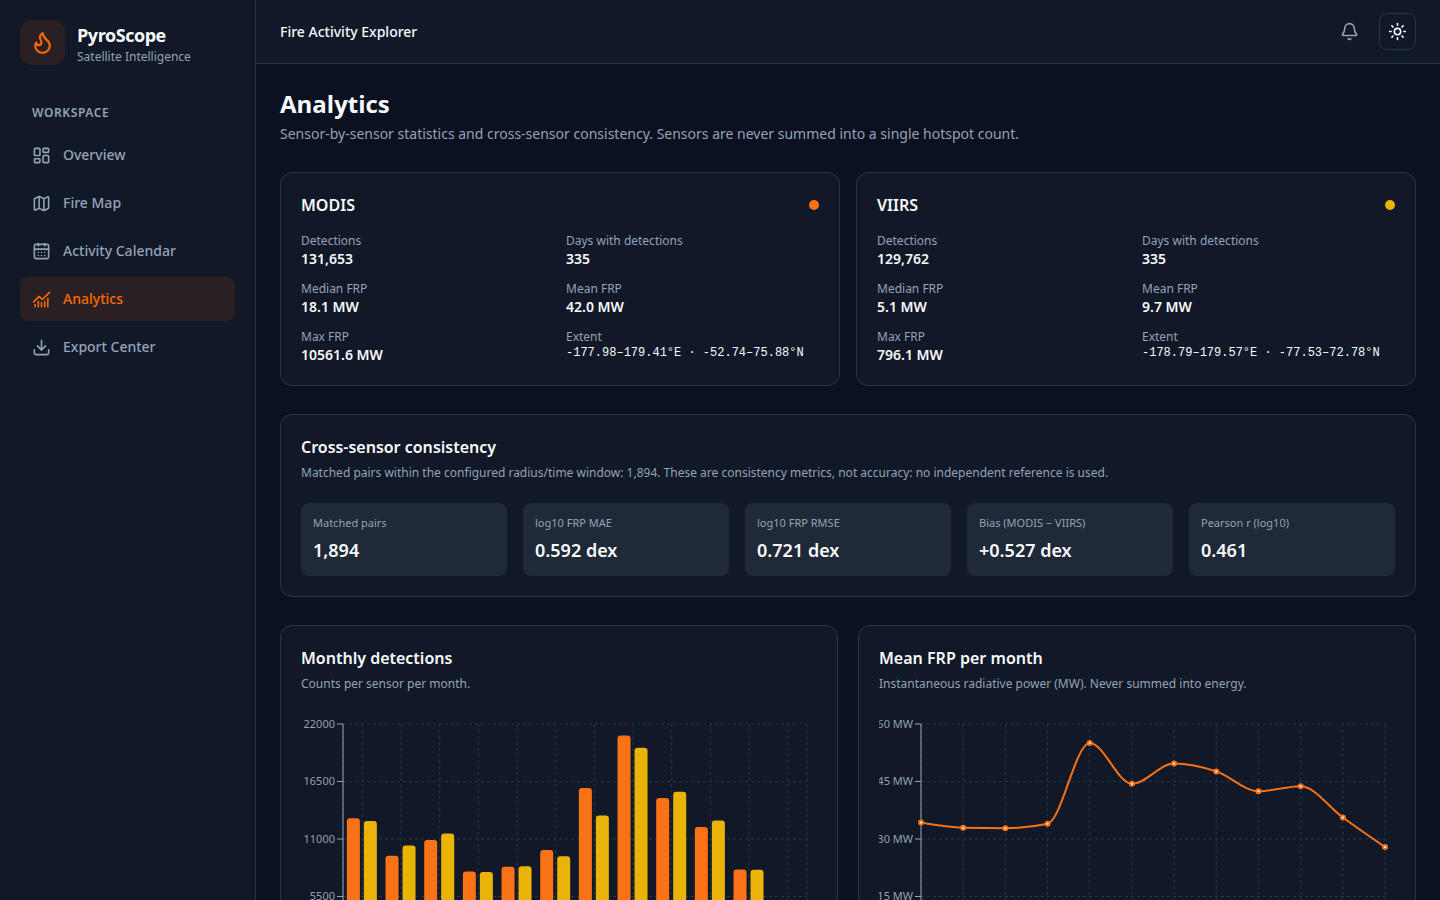 PyroScope
Satellite Intelligence
WORKSPACE
Overview
Fire Map
Activity Calendar
Analytics
Export Center
Fire Activity Explorer
Analytics
Sensor-by-sensor statistics and cross-sensor consistency. Sensors are never summed into a single hotspot count.
MODIS
Detections
131,653
Days with detections
335
Median FRP
18.1 MW
Mean FRP
42.0 MW
Max FRP
10561.6 MW
Extent
-177.98–179.41°E · -52.74–75.88°N
VIIRS
Detections
129,762
Days with detections
335
Median FRP
5.1 MW
Mean FRP
9.7 MW
Max FRP
796.1 MW
Extent
-178.79–179.57°E · -77.53–72.78°N
Cross-sensor consistency
Matched pairs within the configured radius/time window: 1,894. These are consistency metrics, not accuracy: no independent reference is used.
Matched pairs
1,894
log10 FRP MAE
0.592 dex
log10 FRP RMSE
0.721 dex
Bias (MODIS − VIIRS)
+0.527 dex
Pearson r (log10)
0.461
Monthly detections
Counts per sensor per month.
22000
16500
11000
5500
Mean FRP per month
Instantaneous radiative power (MW). Never summed into energy.
60 MW
45 MW
30 MW
15 MW